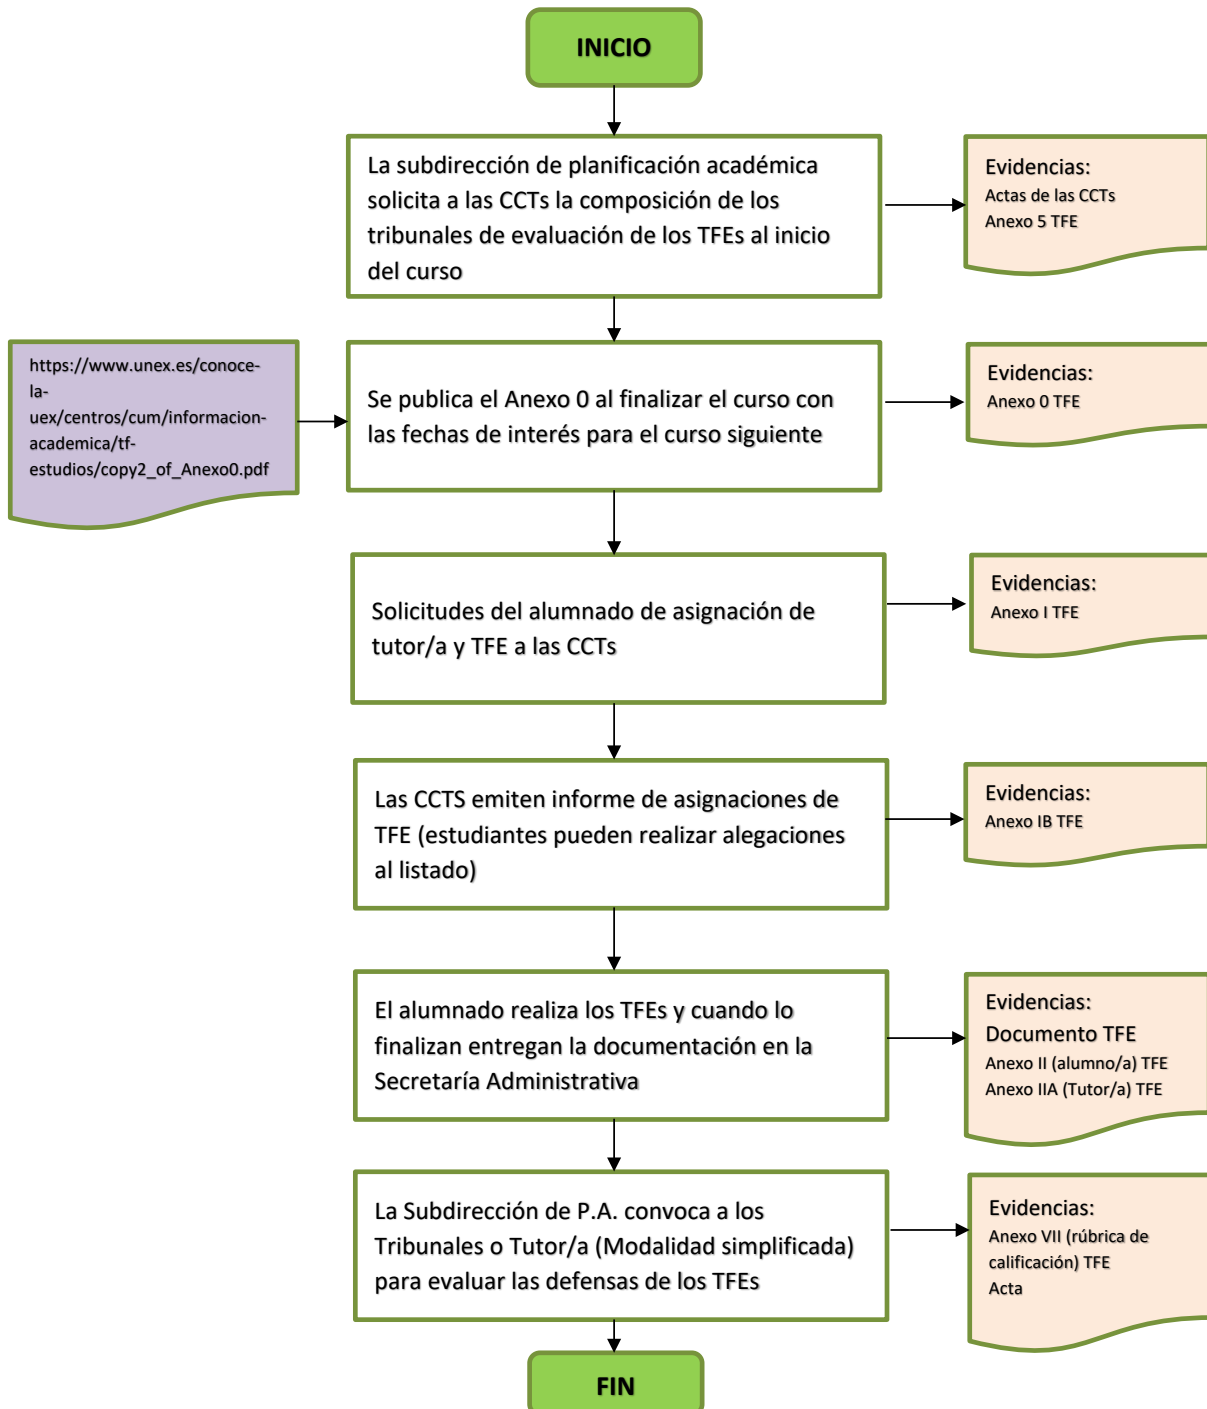 INICIO
La subdirección de planificación académica
solicita a las CCTs la composición de los
tribunales de evaluación de los TFEs al inicio
del curso
Evidencias:
Actas de las CCTs
Anexo 5 TFE
https://www.unex.es/conoce-
la-
uex/centros/cum/informacion-
academica/tf-
estudios/copy2_of_Anexo0.pdf
Se publica el Anexo 0 al finalizar el curso con
las fechas de interés para el curso siguiente
Evidencias:
Anexo 0 TFE
Solicitudes del alumnado de asignación de
tutor/a y TFE a las CCTs
Evidencias:
Anexo I TFE
Las CCTS emiten informe de asignaciones de
TFE (estudiantes pueden realizar alegaciones
al listado)
Evidencias:
Anexo IB TFE
El alumnado realiza los TFEs y cuando lo
finalizan entregan la documentación en la
Secretaría Administrativa
Evidencias:
Documento TFE
Anexo II (alumno/a) TFE
Anexo IIA (Tutor/a) TFE
La Subdirección de P.A. convoca a los
Tribunales o Tutor/a (Modalidad simplificada)
para evaluar las defensas de los TFEs
Evidencias:
Anexo VII (rúbrica de
calificación) TFE
Acta
FIN